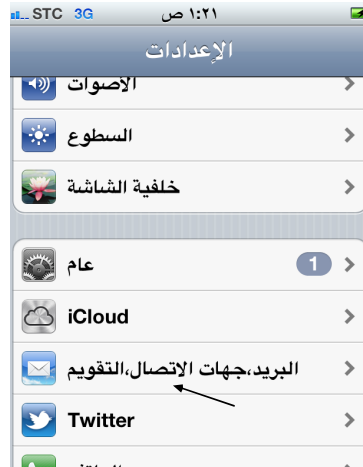 STC 3G ١:٢١ ص
الإعدادات
الأصوات
السطوع
خلفية الشاشة
عام 1
iCloud
البريد،جهات الاتصال،التقويم
Twitter